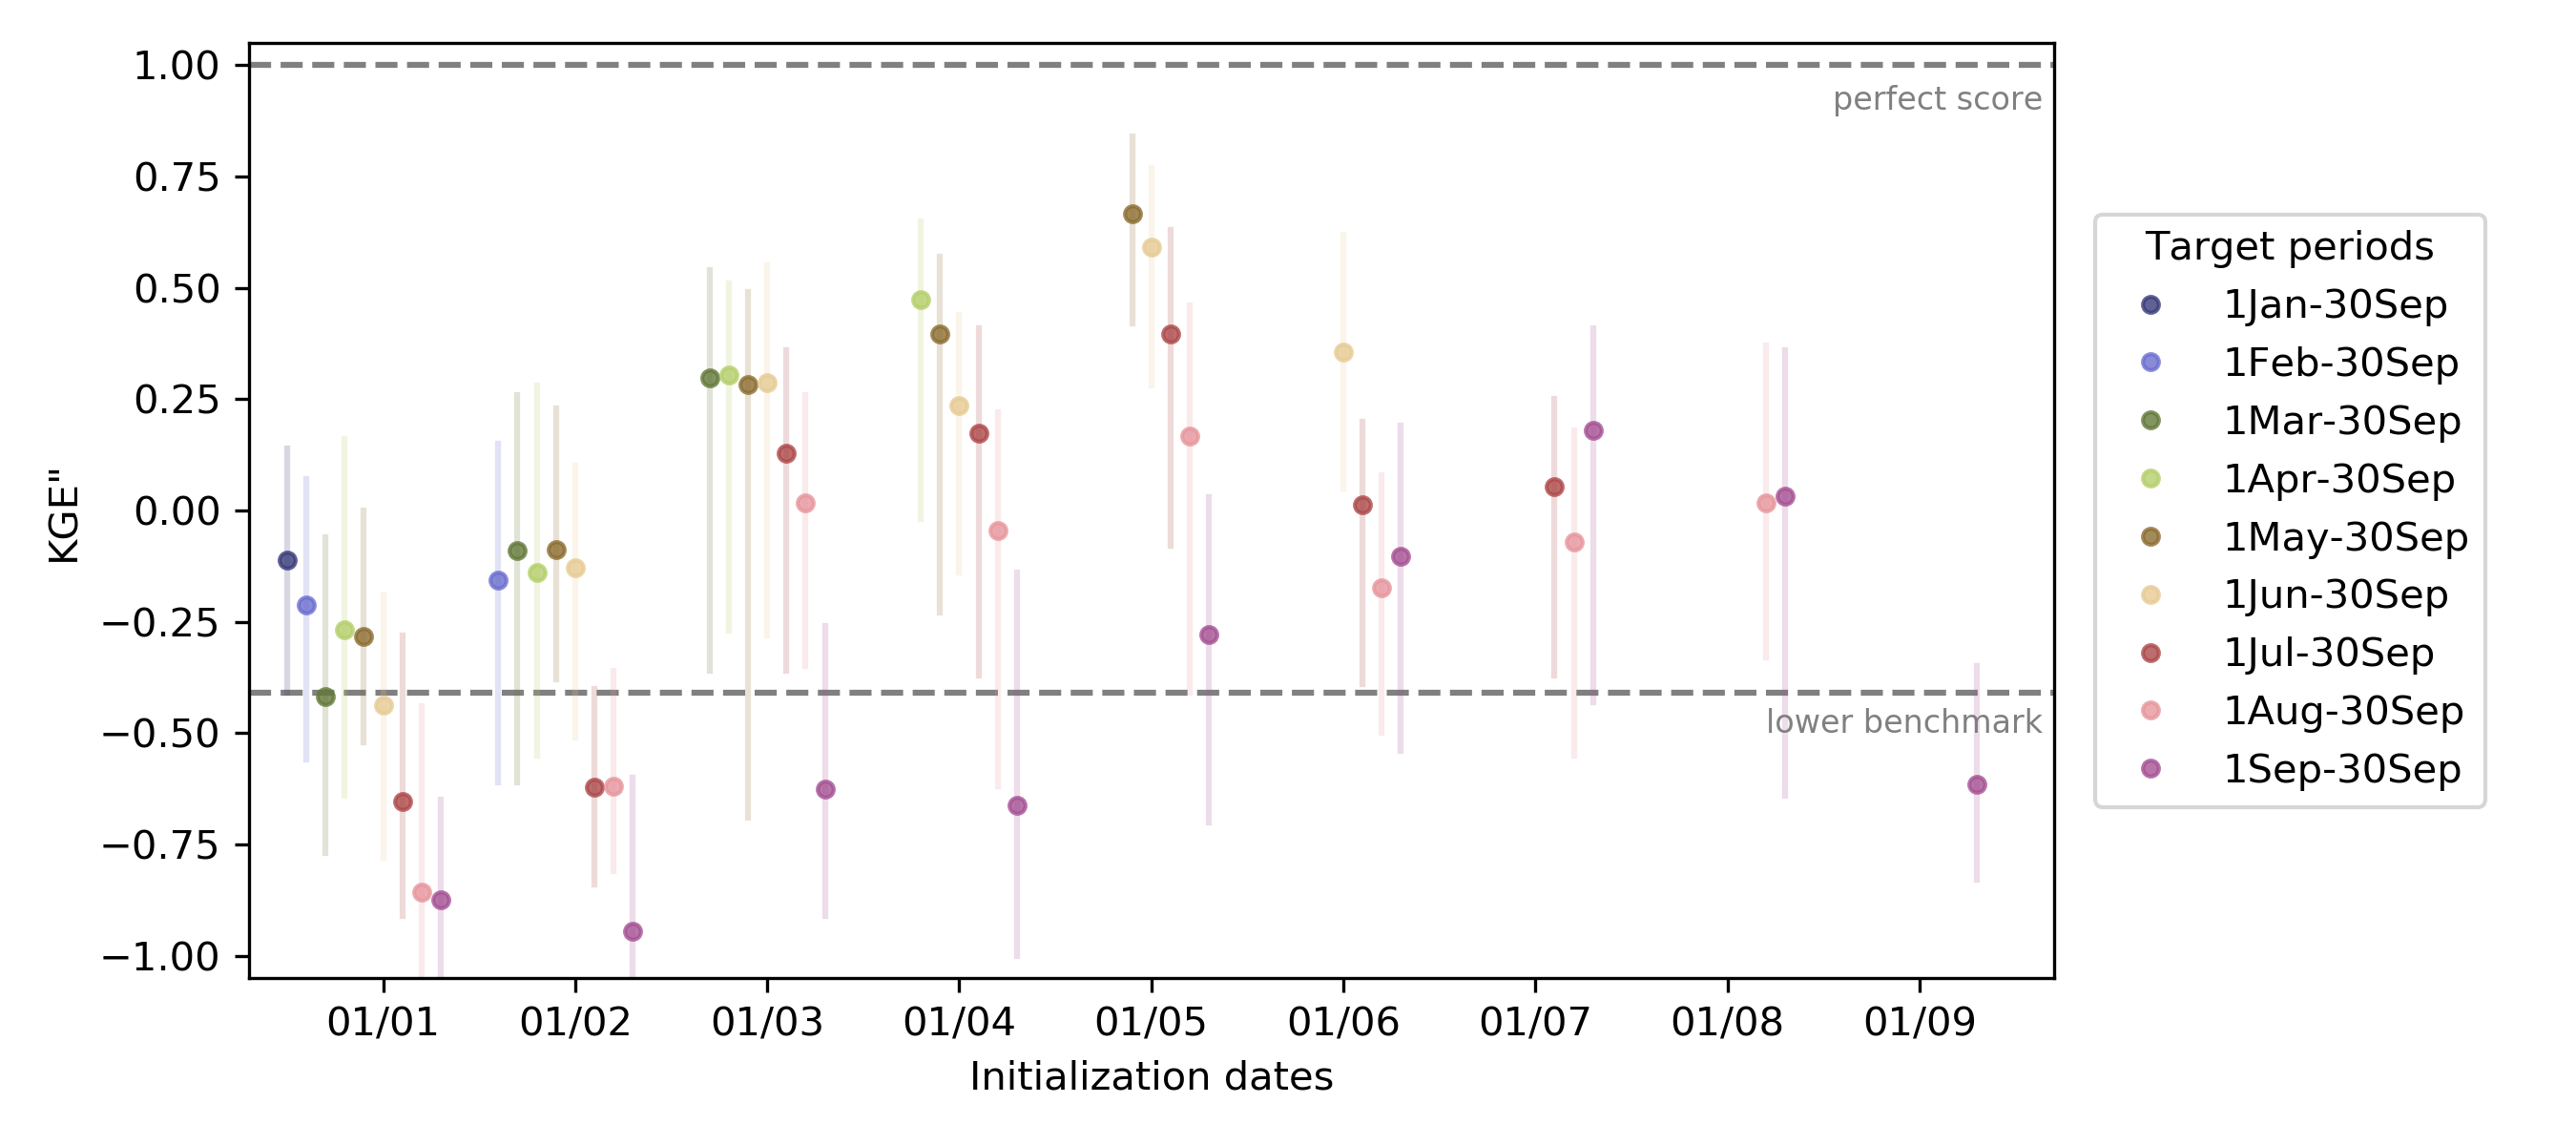 1.00
0.75
0.50
0.25
0.00
−0.25
−0.50
−0.75
−1.00
KGE"
perfect score
lower benchmark
01/01 01/02 01/03 01/04 01/05 01/06 01/07 01/08 01/09
Initialization dates
Target periods
1Jan-30Sep
1Feb-30Sep
1Mar-30Sep
1Apr-30Sep
1May-30Sep
1Jun-30Sep
1Jul-30Sep
1Aug-30Sep
1Sep-30Sep